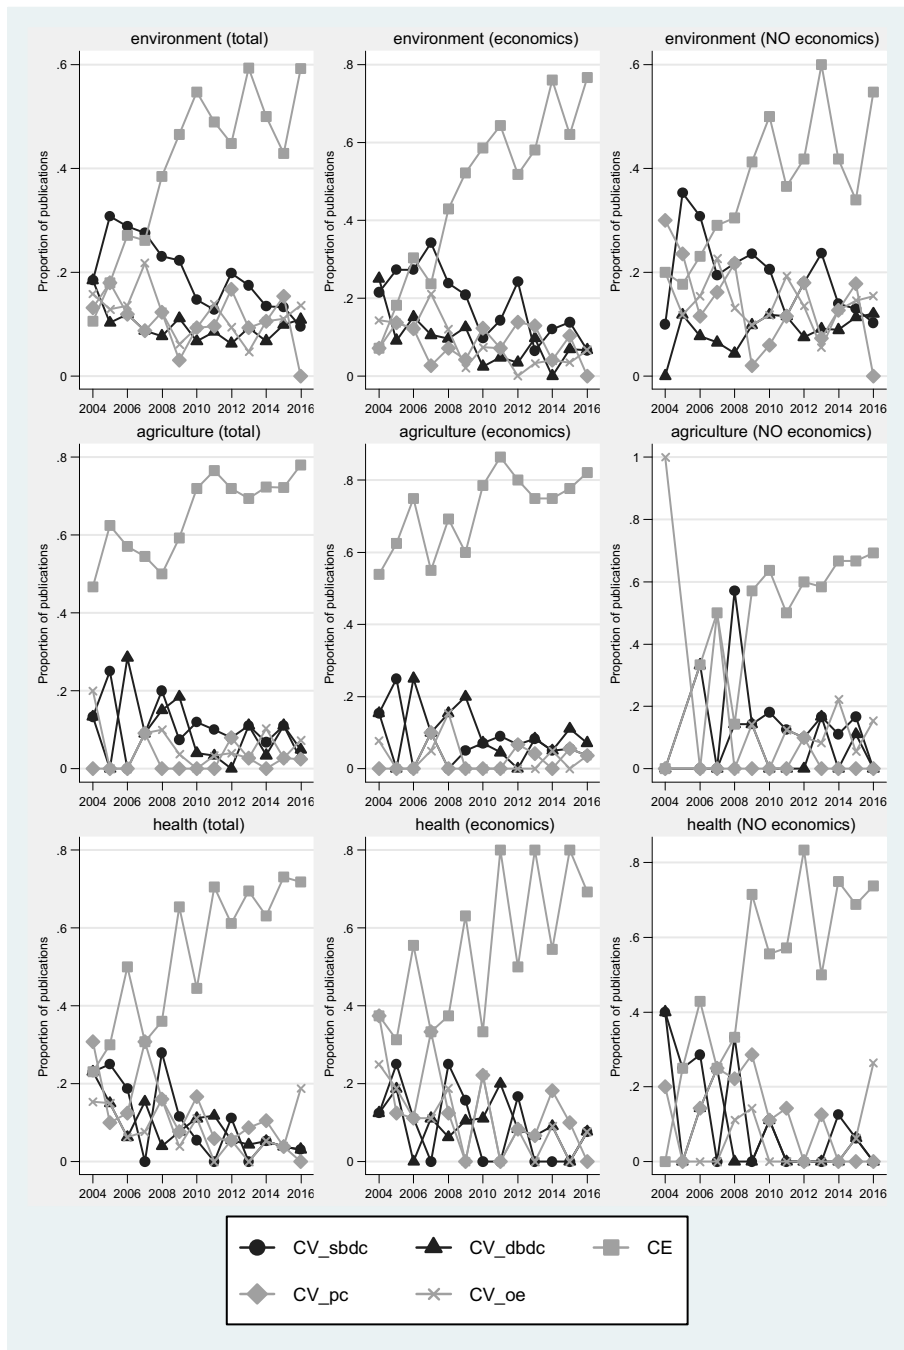 environment (total) environment (economics) environment (NO economics)
.6 .8 .6
.6
.4 .4
.4
.2 .2
.2
0 0 0
Proportion of publications Proportion of publications Proportion of publications
2004 2006 2008 2010 2012 2014 2016 2004 2006 2008 2010 2012 2014 2016 2004 2006 2008 2010 2012 2014 2016
agriculture (total) agriculture (economics) agriculture (NO economics)
.8 .8 1
.8
.6 .6
.6
.4 .4
.4
.2 .2 .2
0 0 0
Proportion of publications Proportion of publications Proportion of publications
2004 2006 2008 2010 2012 2014 2016 2004 2006 2008 2010 2012 2014 2016 2004 2006 2008 2010 2012 2014 2016
health (total) health (economics) health (NO economics)
.8 .8 .8
.6 .6 .6
.4 .4 .4
.2 .2 .2
0 0 0
Proportion of publications Proportion of publications Proportion of publications
2004 2006 2008 2010 2012 2014 2016 2004 2006 2008 2010 2012 2014 2016 2004 2006 2008 2010 2012 2014 2016
CV_sbdc CV_dbdc CE
CV_pc CV_oe